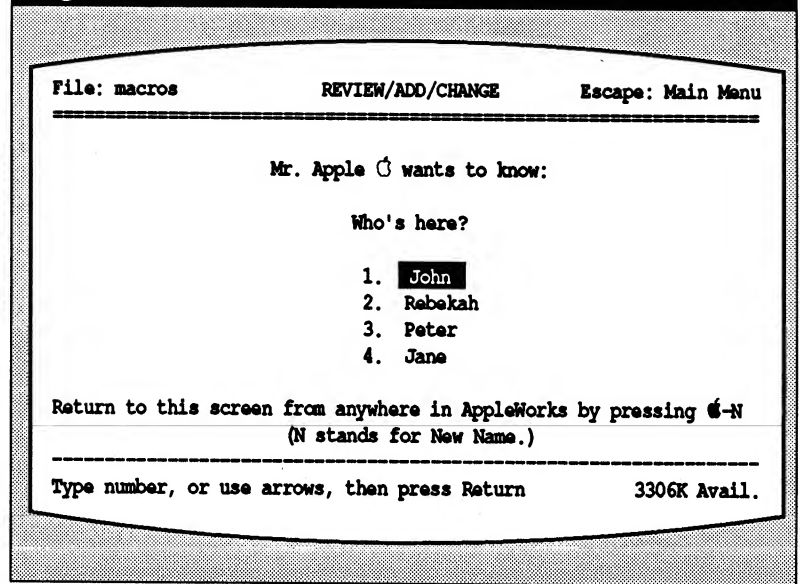 File: macros REVIEW/ADD/CHANGE Escape: Main Menu
Mr. Apple wants to know:
Who's here?
1. John
2. Rebekah
3. Peter
4. Jane
Return to this screen from anywhere in AppleWorks by pressing -N
(N stands for New Name.)
Type number, or use arrows, then press Return 3306K Avail.